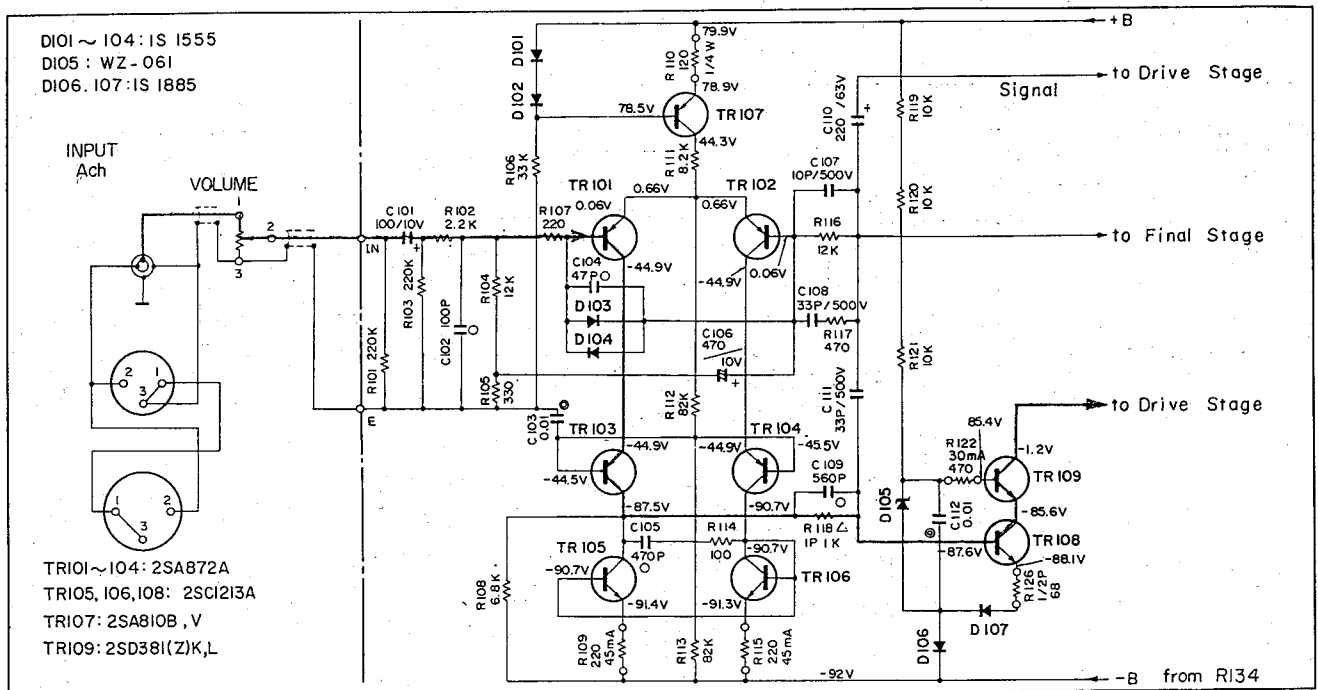 D101 ~ 104: 1S 1555
D105 : WZ-061
D106. 107: 1S 1885
INPUT
Ach
VOLUME
1
2
3
2
1
3
1
2
3
TR101~104: 2SA872A
TR105, 106, 108: 2SC1213A
TR107: 2SA810B , V
TR109: 2SD381(Z)K,L
IN
E
C101
100/10V
+
R102
2.2K
R101 220K
R103 220K
C102 100P
R104
12K
R105
330
R106
33K
D101
D102
R107
220
C103
0.01
79.9V
R110
120
1/4 W
78.9V
78.5V
TR107
44.3V
R111
8.2K
TR101
0.06V
0.66V
TR102
0.66V
-44.9V
-44.9V
0.06V
C104
47P
D103
D104
C106
470
10V
+
R112
82K
C107
10P/500V
R116
12K
C108
33P/500V
R117
470
C110
220 /63V
+
C111
33P/500V
TR103
-44.9V
-44.5V
TR104
-44.9V
-45.5V
-87.5V
-90.7V
C109
560P
R118
1P 1K
C105
470P
R114
100
TR105
-90.7V
-91.4V
-90.7V
TR106
-91.3V
R108
6.8K
R109
220
45mA
R113
82K
R115
220
45mA
-92V
+B
to Drive Stage
Signal
R119
10K
R120
10K
to Final Stage
R121
10K
to Drive Stage
85.4V
R122
30mA
470
-1.2V
TR109
D105
C112
0.01
-85.6V
TR108
-87.6V
-88.1V
R126
1/2P
68
D107
D106
-B from R134